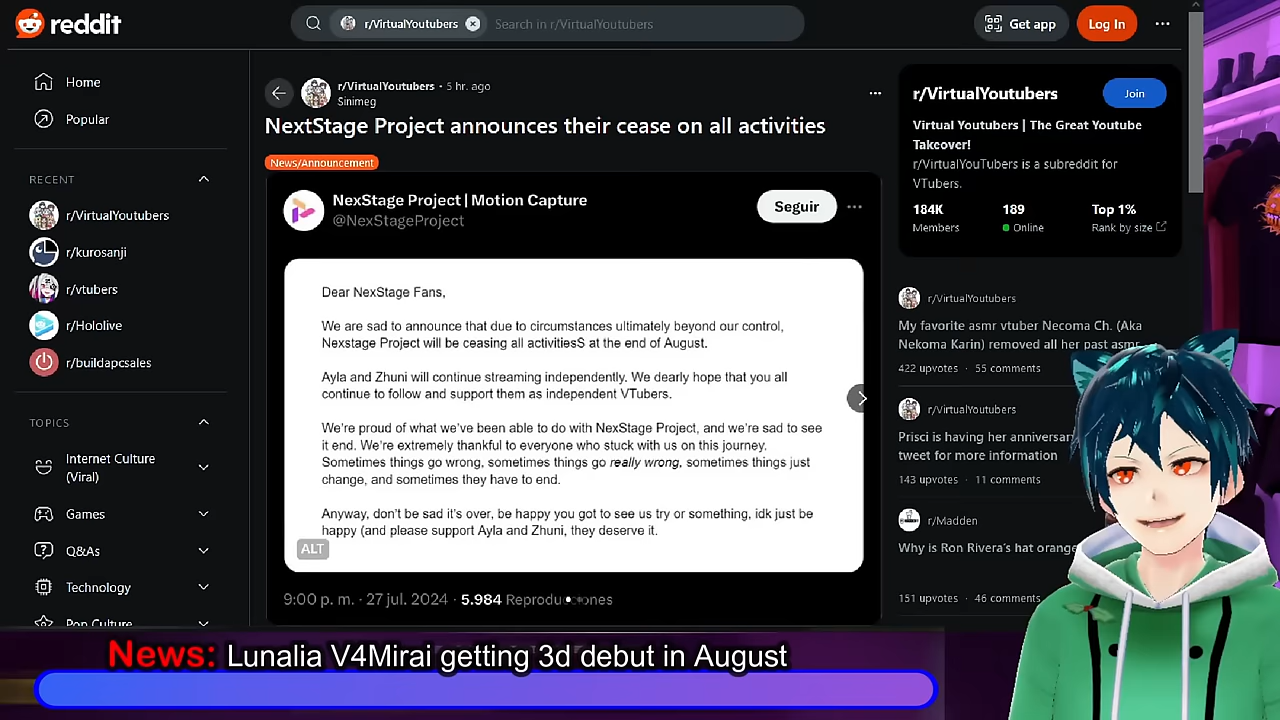 reddit
r/VirtualYoutubers
Search in r/VirtualYoutubers
Get app
Log In
Home
Popular
RECENT
r/VirtualYoutubers
r/kurosanji
r/vtubers
r/Hololive
r/buildapcsales
TOPICS
Internet Culture
(Viral)
Games
Q&As
Technology
Pop Culture
r/VirtualYoutubers • 5 hr. ago
Sinimeg
NextStage Project announces their cease on all activities
News/Announcement
NexStage Project | Motion Capture
@NexStageProject
Seguir
Dear NexStage Fans,
We are sad to announce that due to circumstances ultimately beyond our control,
Nexstage Project will be ceasing all activitiesS at the end of August.
Ayla and Zhuni will continue streaming independently. We dearly hope that you all
continue to follow and support them as independent VTubers.
We're proud of what we've been able to do with NexStage Project, and we're sad to see
it end. We're extremely thankful to everyone who stuck with us on this journey.
Sometimes things go wrong, sometimes things go really wrong, sometimes things just
change, and sometimes they have to end.
Anyway, don't be sad it's over, be happy you got to see us try or something, idk just be
happy (and please support Ayla and Zhuni, they deserve it.
ALT
9:00 p. m. · 27 jul. 2024 · 5.984 Reproducciones
r/VirtualYoutubers
Join
Virtual Youtubers | The Great Youtube
Takeover!
r/VirtualYouTubers is a subreddit for
VTubers.
184K
189
Top 1%
Members
Online
Rank by size
r/VirtualYoutubers
My favorite asmr vtuber Necoma Ch. (Aka
Nekoma Karin) removed all her past asmr
422 upvotes · 55 comments
r/VirtualYoutubers
Prisci is having her anniversary
tweet for more information
143 upvotes · 11 comments
r/Madden
Why is Ron Rivera's hat orange
151 upvotes · 46 comments
News: Lunalia V4Mirai getting 3d debut in August